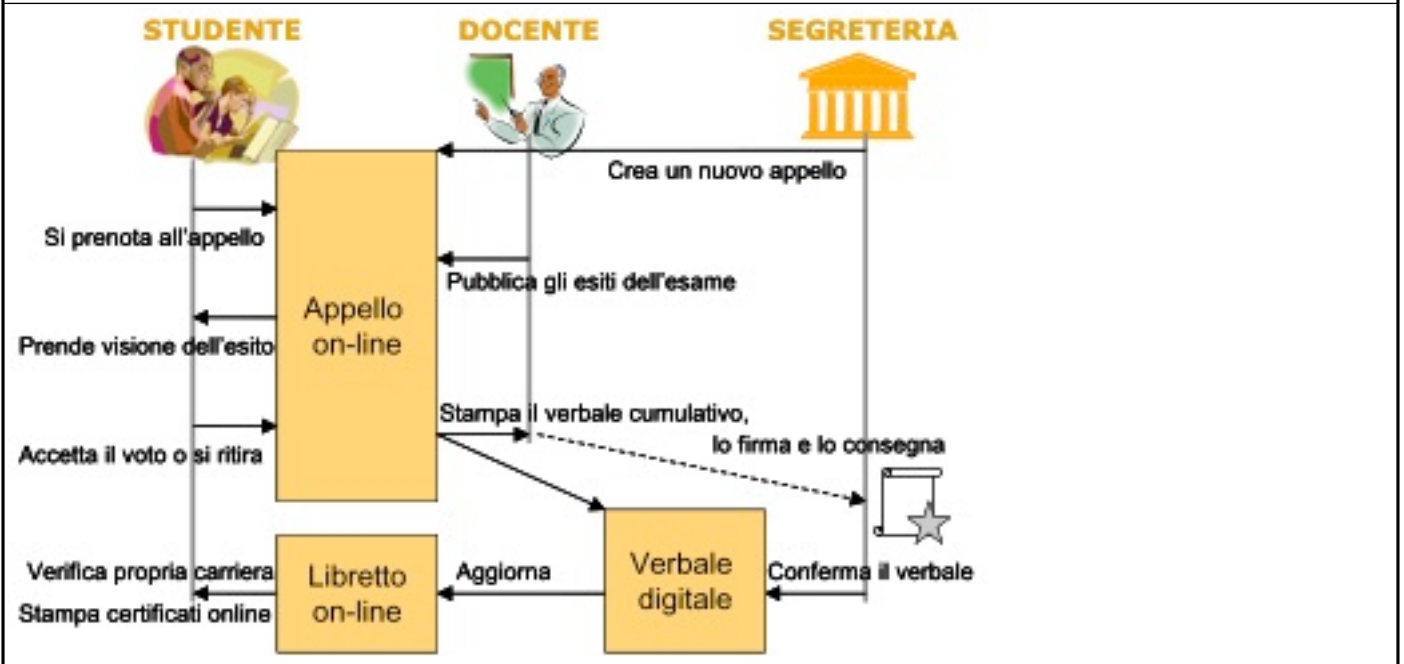 STUDENTE DOCENTE SEGRETERIA
Crea un nuovo appello
Si prenota all'appello
Pubblica gli esiti dell'esame
Appello
on-line
Prende visione dell'esito
Stampa il verbale cumulativo,
lo firma e lo consegna
Accetta il voto o si ritira
Verifica propria carriera
Stampa certificati online
Libretto
on-line
Aggiorna
Verbale
digitale
Conferma il verbale